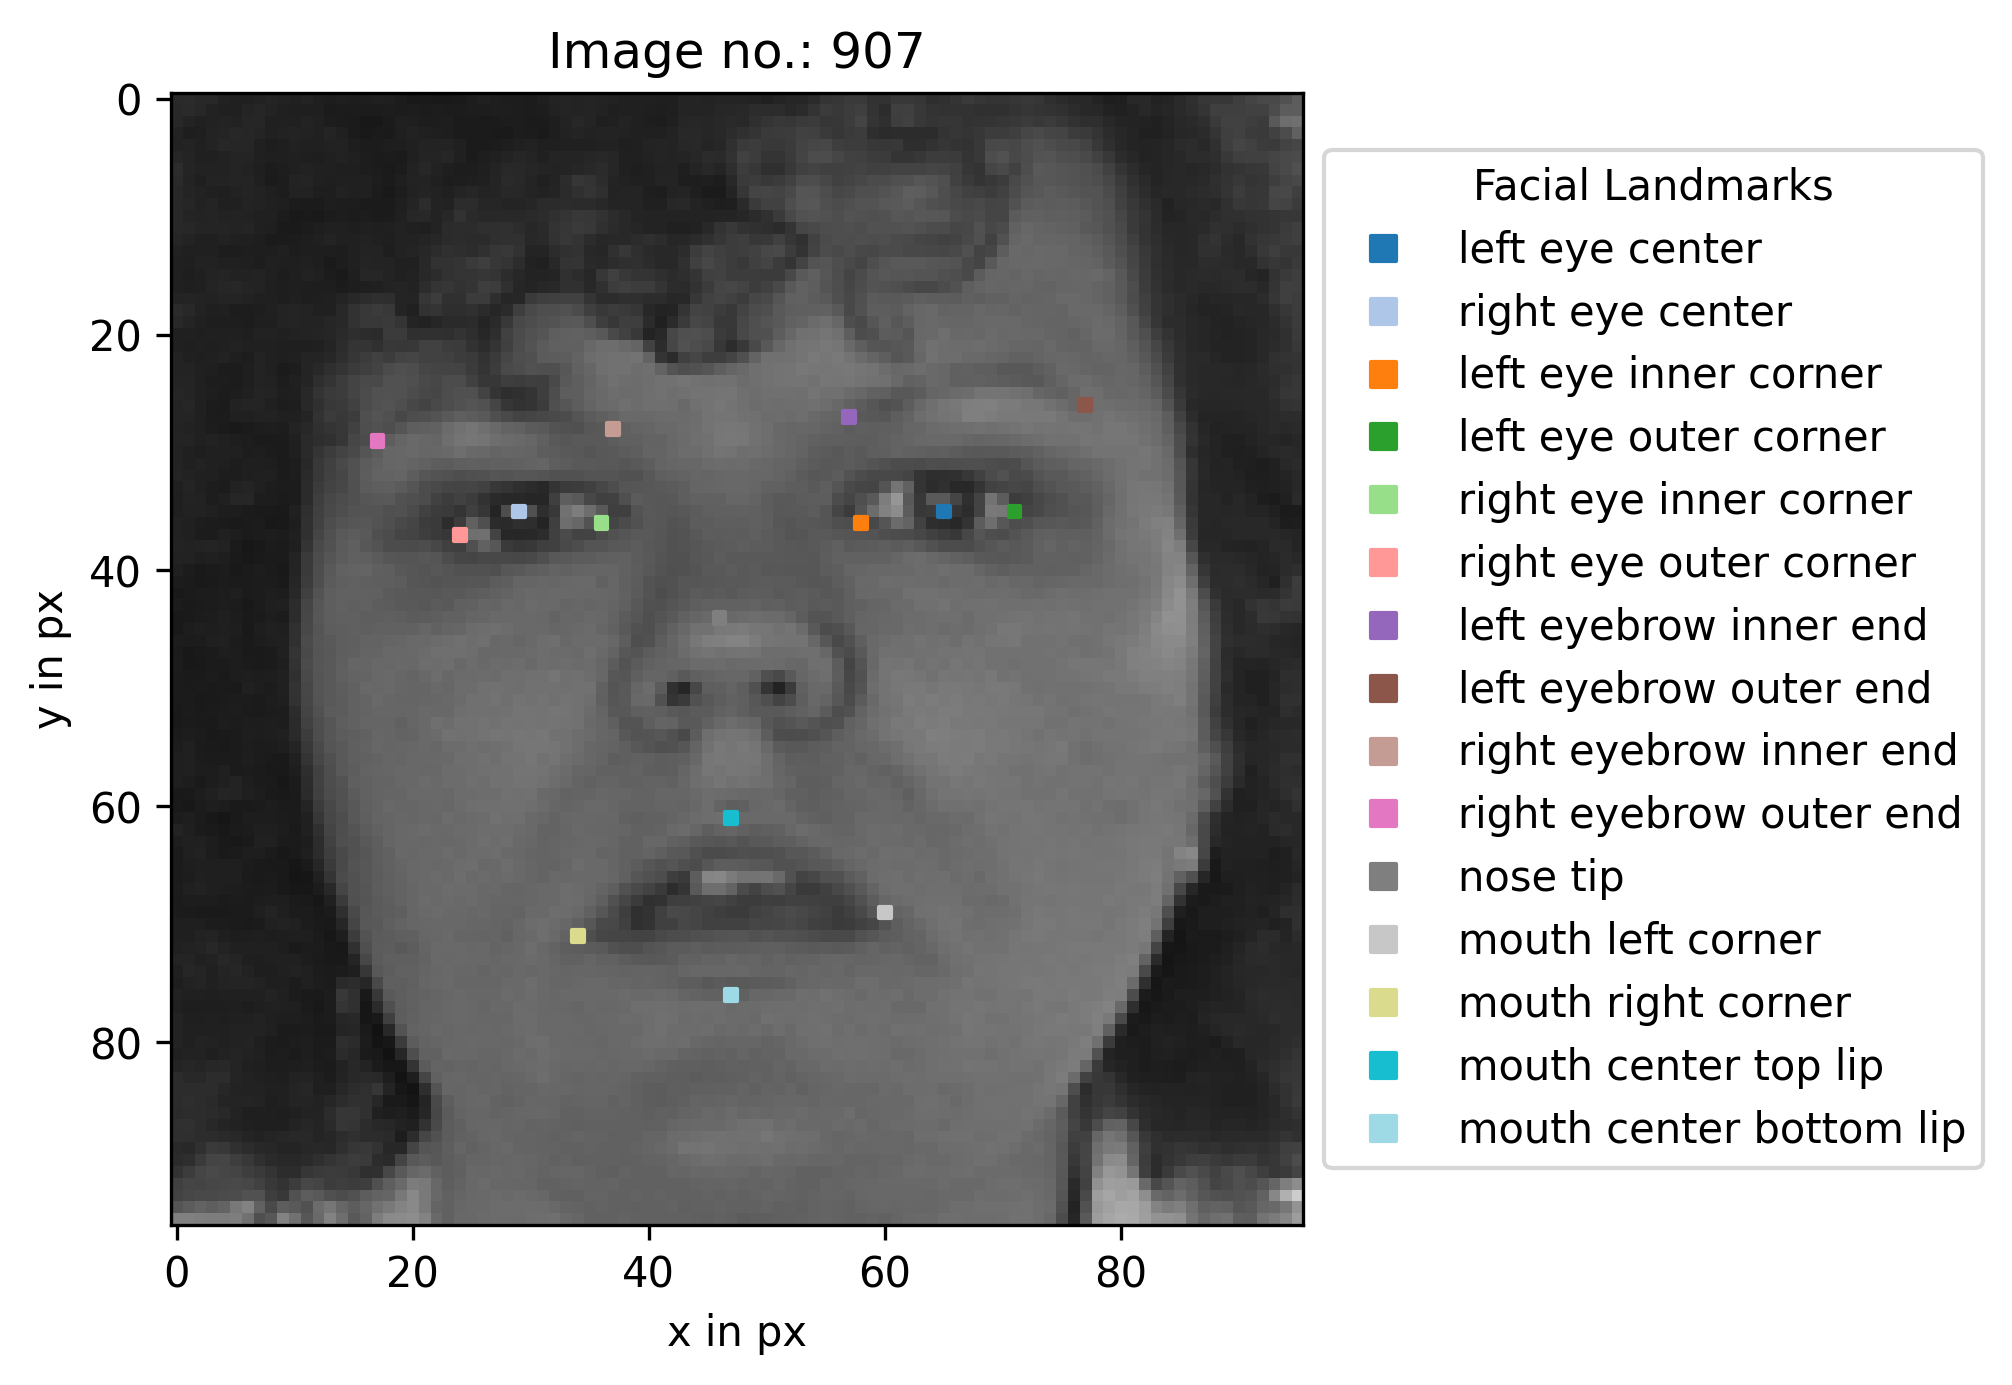 Image no.: 907
0
20
40
60
80
y in px
0 20 40 60 80
x in px
Facial Landmarks
left eye center
right eye center
left eye inner corner
left eye outer corner
right eye inner corner
right eye outer corner
left eyebrow inner end
left eyebrow outer end
right eyebrow inner end
right eyebrow outer end
nose tip
mouth left corner
mouth right corner
mouth center top lip
mouth center bottom lip